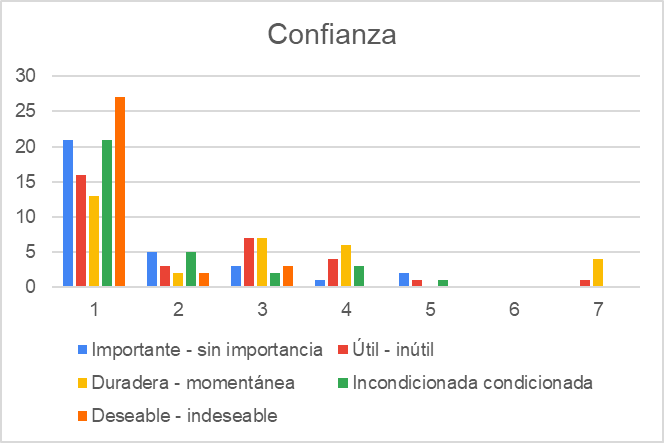 Confianza
30
25
20
15
10
5
0
1 2 3 4 5 6 7
Importante - sin importancia Útil - inútil
Duradera - momentánea Incondicionada condicionada
Deseable - indeseable